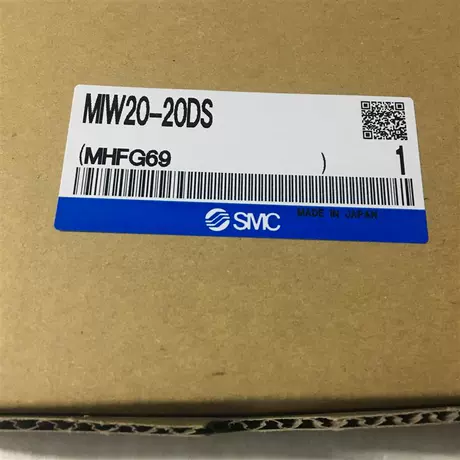 MIW20-20DS
(MHFG69 ) 1
SMC MADE IN JAPAN